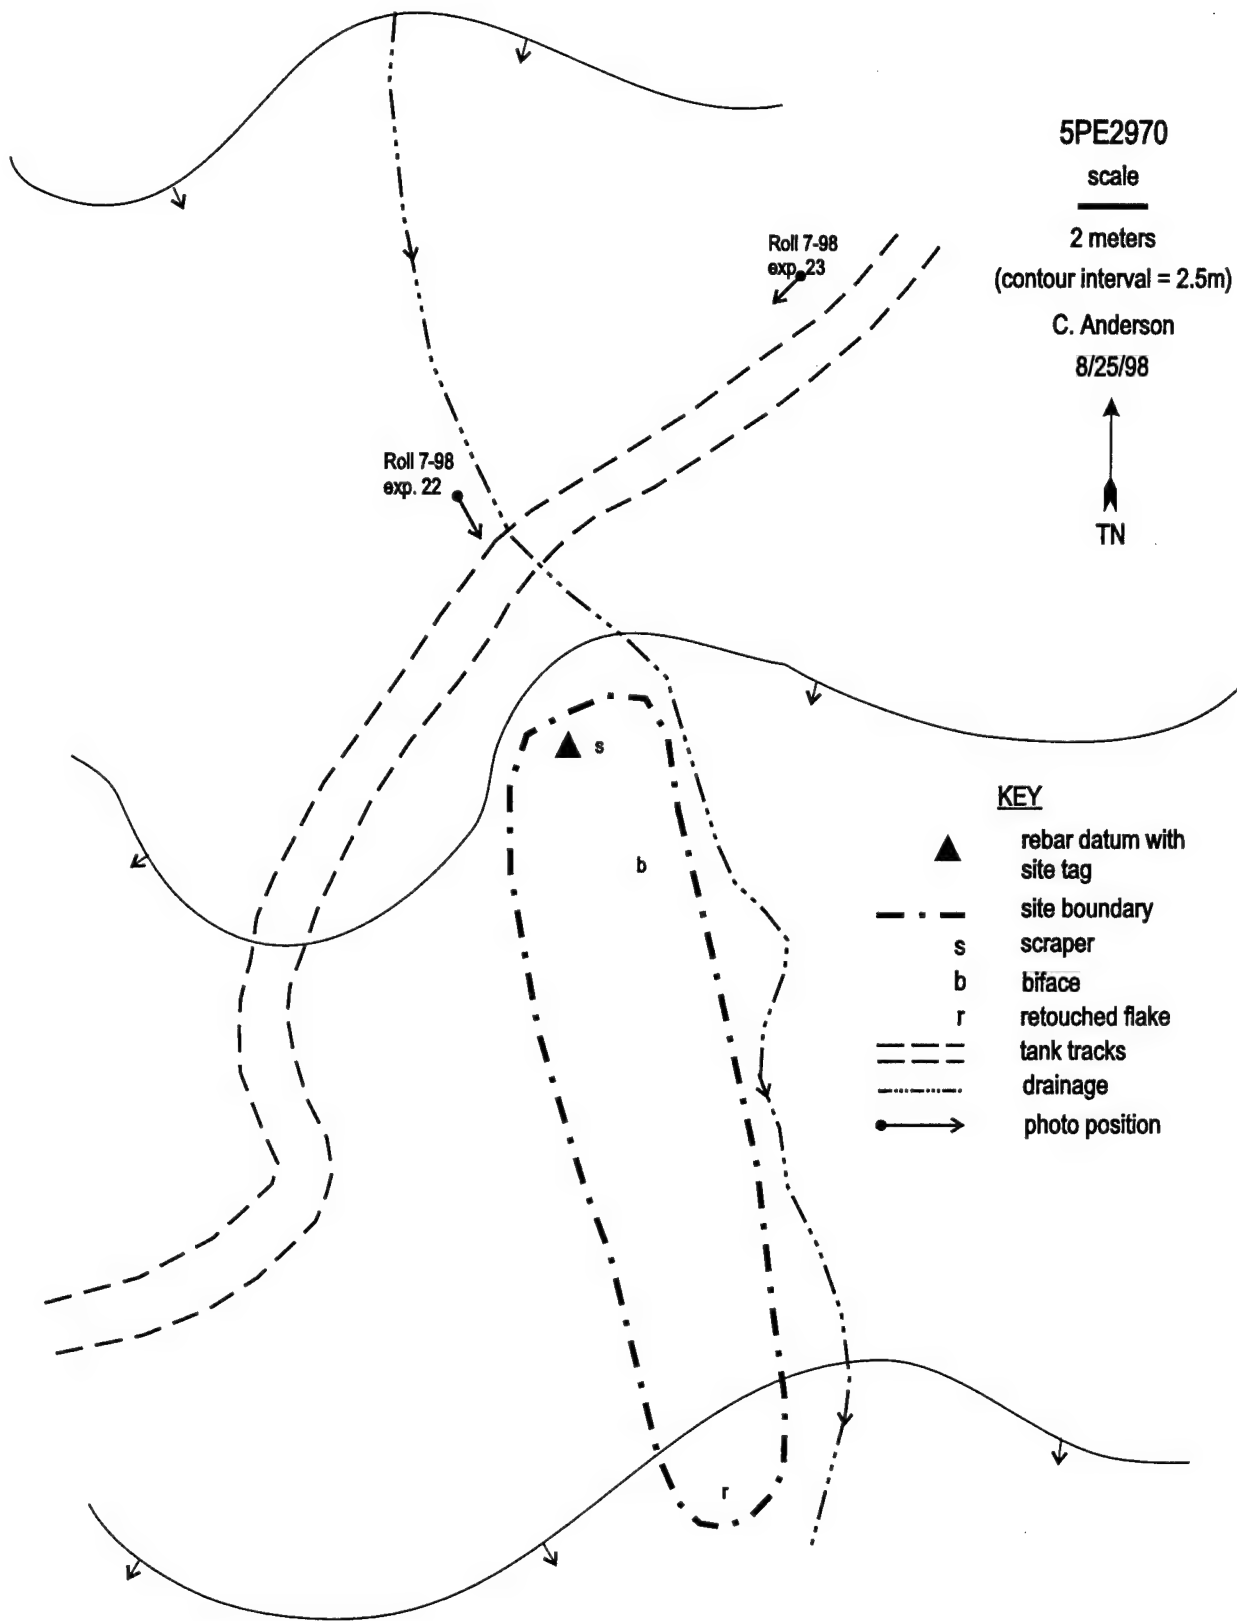 5PE2970
scale
2 meters
(contour interval = 2.5m)
C. Anderson
8/25/98
TN
Roll 7-98
exp. 23
Roll 7-98
exp. 22
s
b
r
KEY
rebar datum with
site tag
site boundary
s scraper
b biface
r retouched flake
tank tracks
drainage
photo position